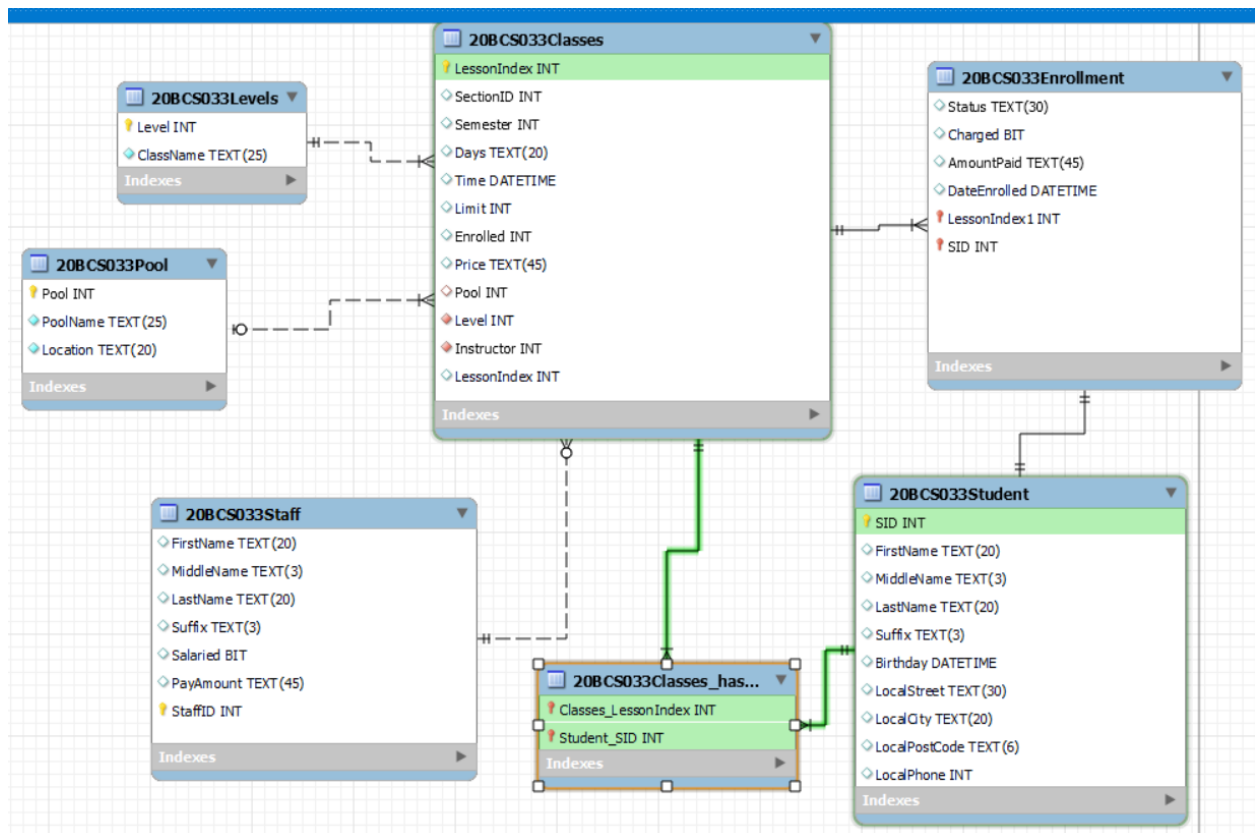 20BCS033Classes
LessonIndex INT
SectionID INT
Semester INT
Days TEXT(20)
Time DATETIME
Limit INT
Enrolled INT
Price TEXT(45)
Pool INT
Level INT
Instructor INT
LessonIndex INT
Indexes
20BCS033Levels
Level INT
ClassName TEXT(25)
Indexes
20BCS033Enrollment
Status TEXT(30)
Charged BIT
AmountPaid TEXT(45)
DateEnrolled DATETIME
LessonIndex1 INT
SID INT
Indexes
20BCS033Pool
Pool INT
PoolName TEXT(25)
Location TEXT(20)
Indexes
20BCS033Staff
FirstName TEXT(20)
MiddleName TEXT(3)
LastName TEXT(20)
Suffix TEXT(3)
Salaried BIT
PayAmount TEXT(45)
StaffID INT
Indexes
20BCS033Classes_has...
Classes_LessonIndex INT
Student_SID INT
Indexes
20BCS033Student
SID INT
FirstName TEXT(20)
MiddleName TEXT(3)
LastName TEXT(20)
Suffix TEXT(3)
Birthday DATETIME
LocalStreet TEXT(30)
LocalCity TEXT(20)
LocalPostCode TEXT(6)
LocalPhone INT
Indexes